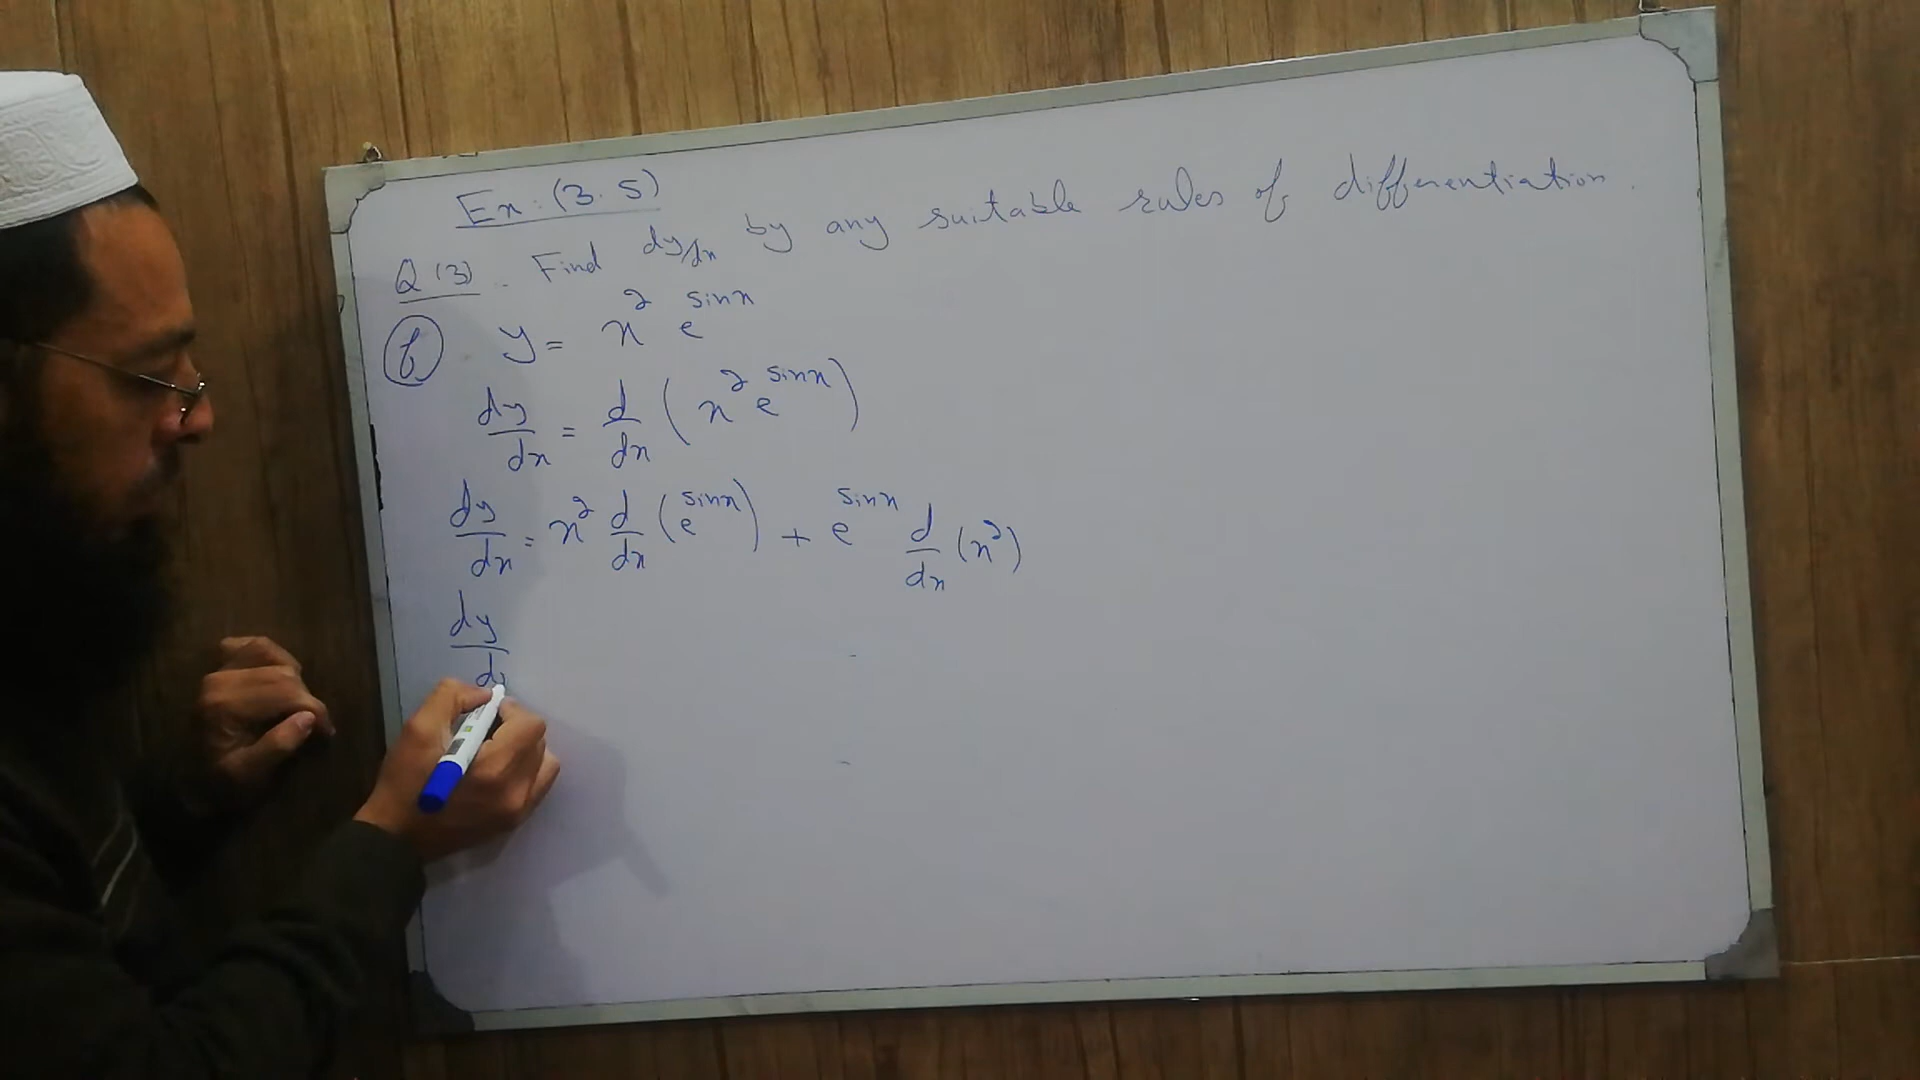 Ex: (3.5)
Q(3). Find dy/dx by any suitable rules of differentiation.
(f) y = x² e^sinx
dy/dx = d/dx (x² e^sinx)
dy/dx = x² d/dx (e^sinx) + e^sinx d/dx (x²)
dy/dx